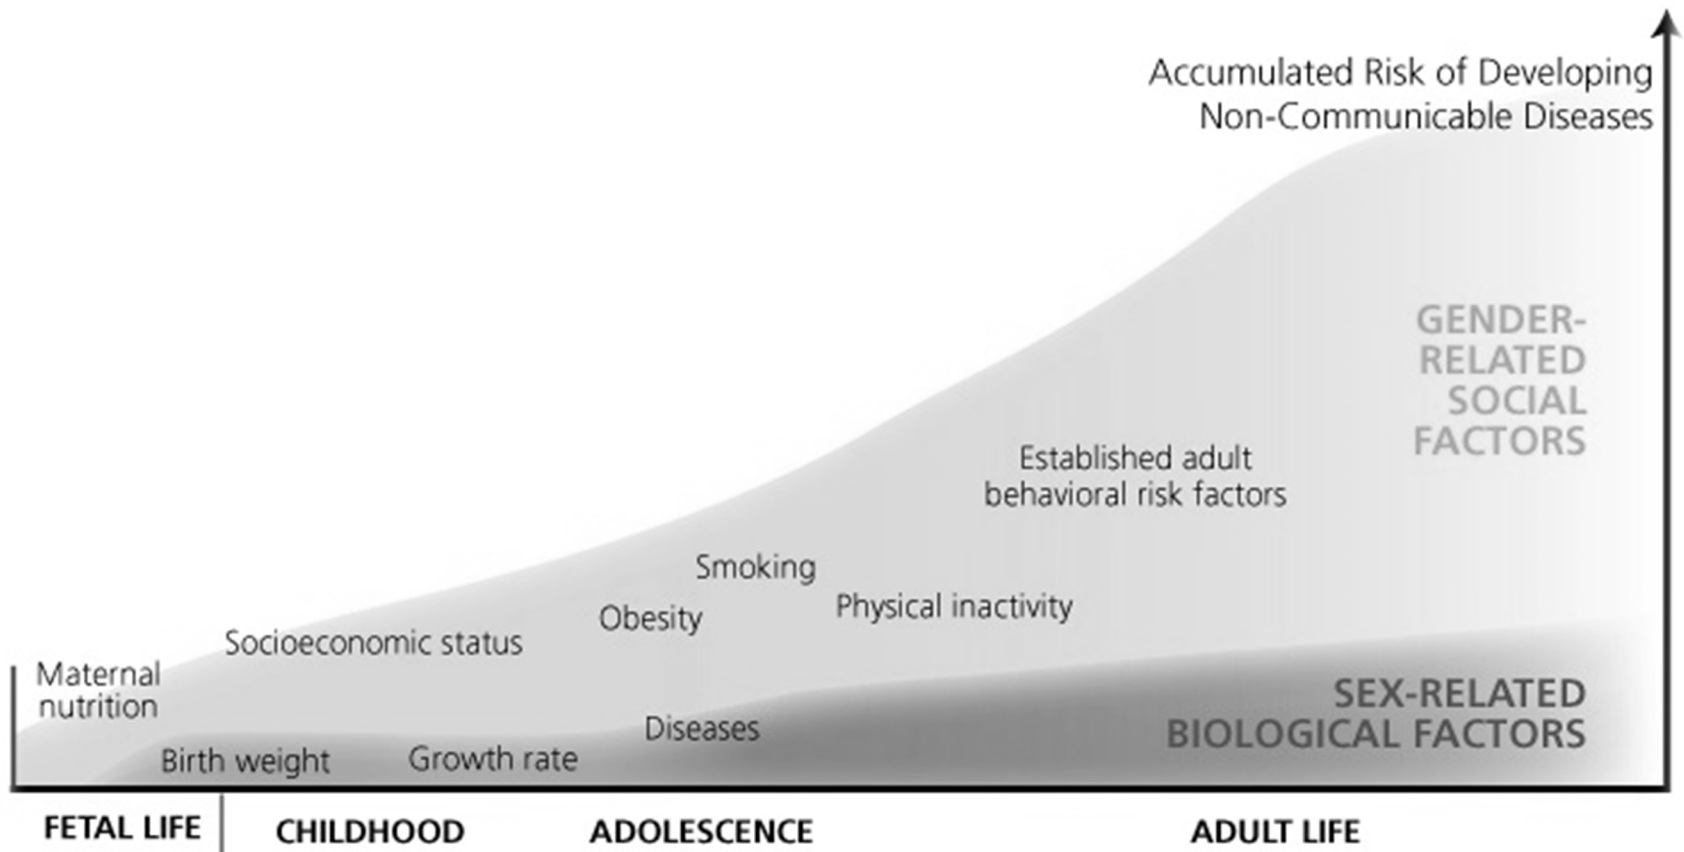 Accumulated Risk of Developing
Non-Communicable Diseases
GENDER-
RELATED
SOCIAL
FACTORS
Established adult
behavioral risk factors
Smoking
Physical inactivity
Obesity
Socioeconomic status
Maternal
nutrition
SEX-RELATED
BIOLOGICAL FACTORS
Diseases
Birth weight
Growth rate
FETAL LIFE
CHILDHOOD
ADOLESCENCE
ADULT LIFE